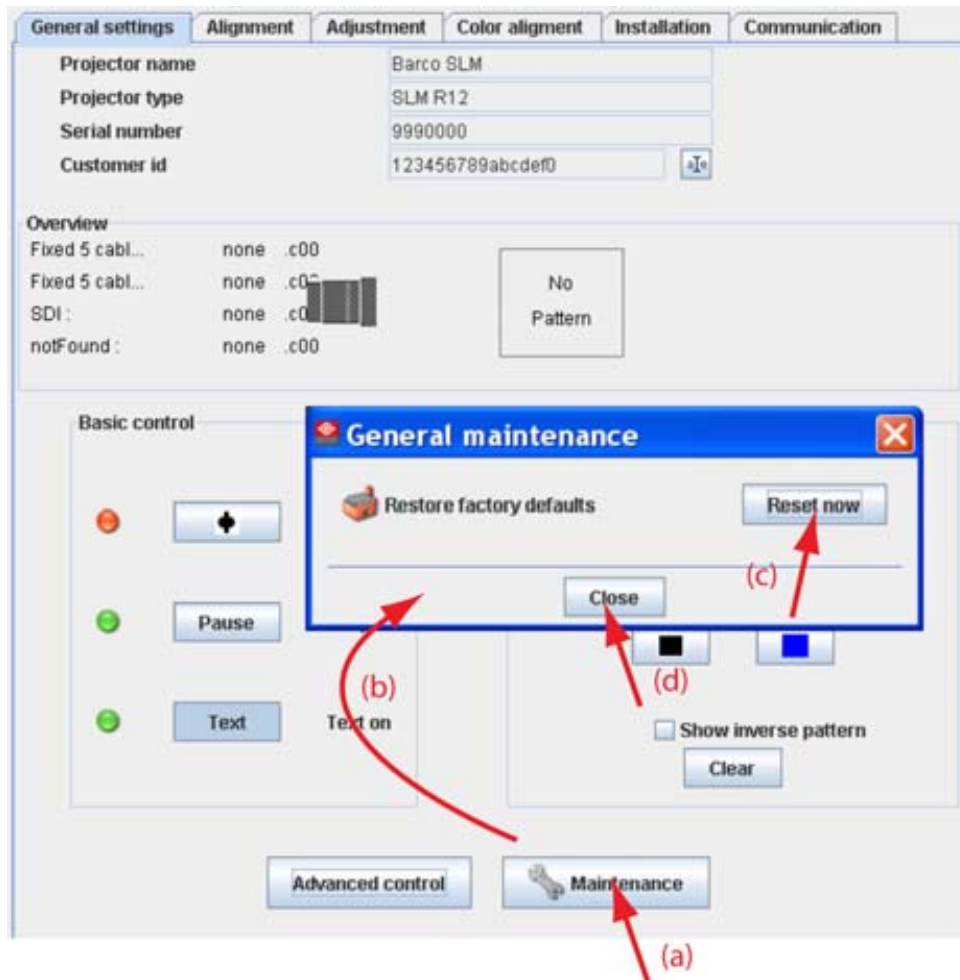 General settings Alignment Adjustment Color aligment Installation Communication
Projector name Barco SLM
Projector type SLM R12
Serial number 9990000
Customer id 123456789abcdef0
Overview
Fixed 5 cabl... none .c00
Fixed 5 cabl... none
SDI : none
notFound : none .c00
No
Pattern
Basic control
General maintenance
Restore factory defaults Reset now
(c)
Close
Pause
(b)
(d)
Text Text on
Show inverse pattern
Clear
Advanced control Maintenance
(a)